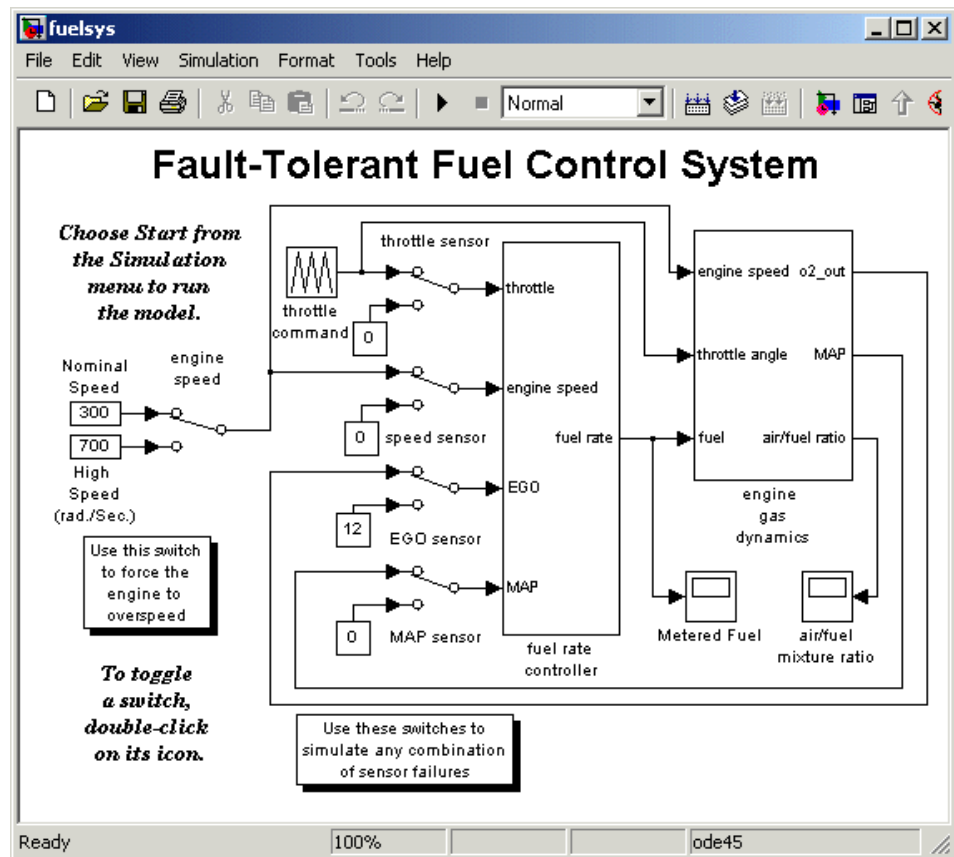 fuelsys
File Edit View Simulation Format Tools Help
Normal
Fault-Tolerant Fuel Control System
Choose Start from
the Simulation
menu to run
the model.
Nominal
Speed
300
700
High
Speed
(rad./Sec.)
engine
speed
Use this switch
to force the
engine to
overspeed
To toggle
a switch,
double-click
on its icon.
throttle
command
throttle sensor
0
0
speed sensor
12
EGO sensor
0
MAP sensor
throttle
engine speed
EGO
MAP
fuel rate
fuel rate
controller
engine speed o2_out
throttle angle MAP
fuel air/fuel ratio
engine
gas
dynamics
Metered Fuel
air/fuel
mixture ratio
Use these switches to
simulate any combination
of sensor failures
Ready 100% ode45